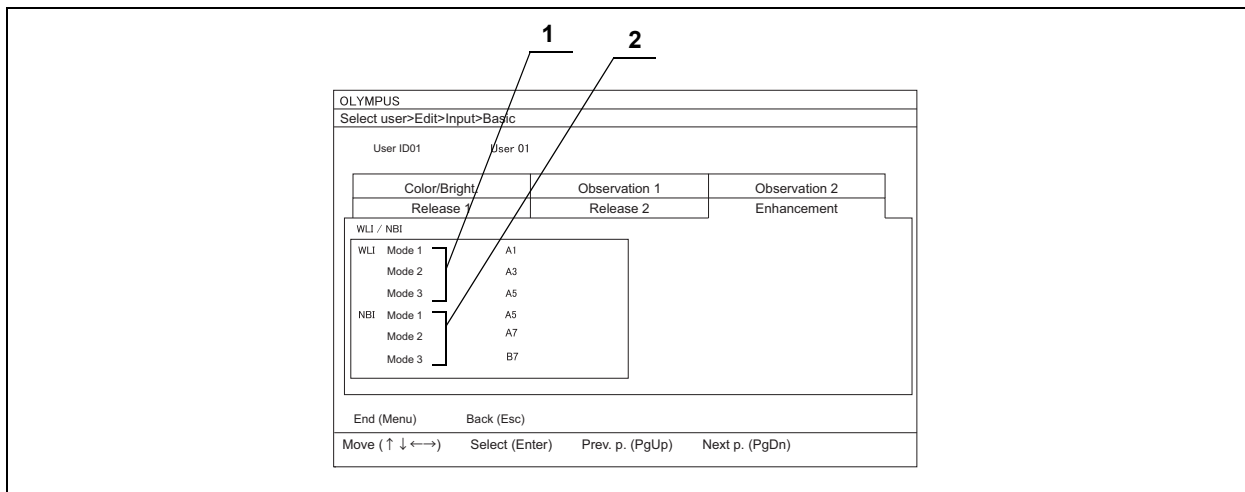 1 2
OLYMPUS
Select user>Edit>Input>Basic
User ID01 User 01
Color/Bright. Observation 1 Observation 2
Release 1 Release 2 Enhancement
WLI / NBI
WLI Mode 1 A1
Mode 2 A3
Mode 3 A5
NBI Mode 1 A5
Mode 2 A7
Mode 3 B7
End (Menu) Back (Esc)
Move (↑↓←→) Select (Enter) Prev. p. (PgUp) Next p. (PgDn)